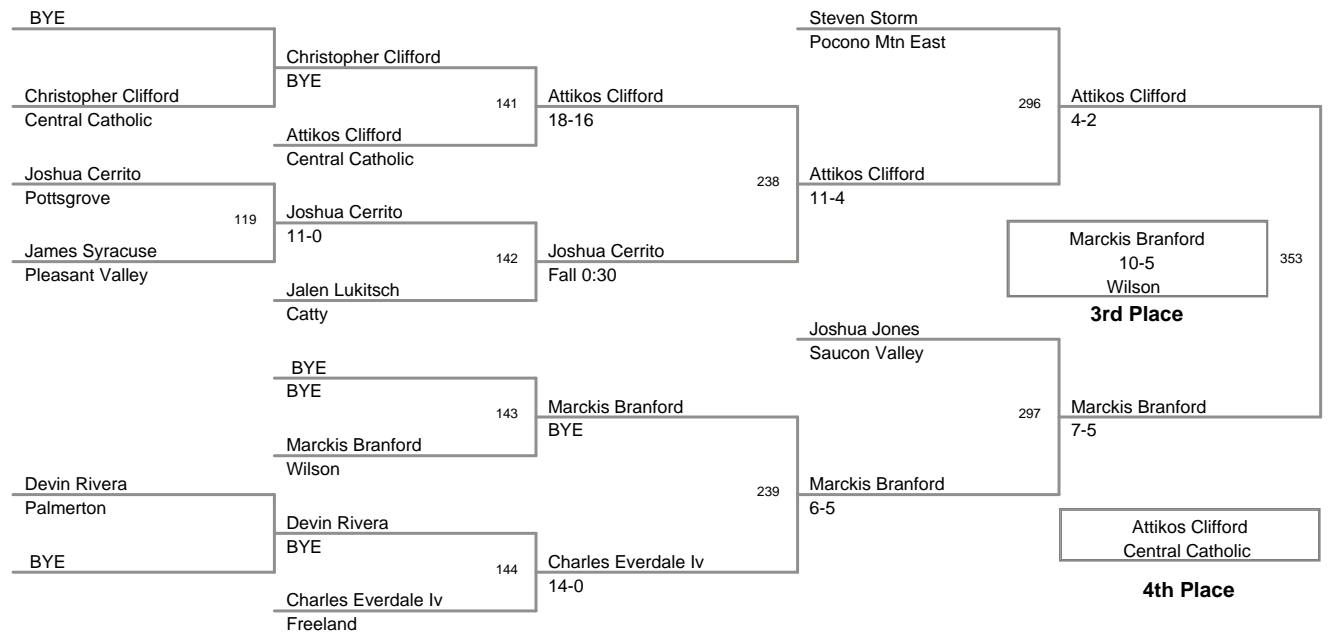 BYE
Christopher Clifford
Central Catholic
Joshua Cerrito
Pottsgrove
119
James Syracuse
Pleasant Valley
Devin Rivera
Palmerton
BYE
Christopher Clifford
BYE
141
Attikos Clifford
Central Catholic
Joshua Cerrito
11-0
142
Jalen Lukitsch
Catty
BYE
BYE
143
Marckis Branford
Wilson
Devin Rivera
BYE
144
Charles Everdale Iv
Freeland
Attikos Clifford
18-16
238
Joshua Cerrito
Fall 0:30
Marckis Branford
BYE
239
Charles Everdale Iv
14-0
Steven Storm
Pocono Mtn East
296
Attikos Clifford
11-4
Joshua Jones
Saucon Valley
297
Marckis Branford
6-5
Attikos Clifford
4-2
Marckis Branford
10-5
Wilson
353
3rd Place
Marckis Branford
7-5
Attikos Clifford
Central Catholic
4th Place